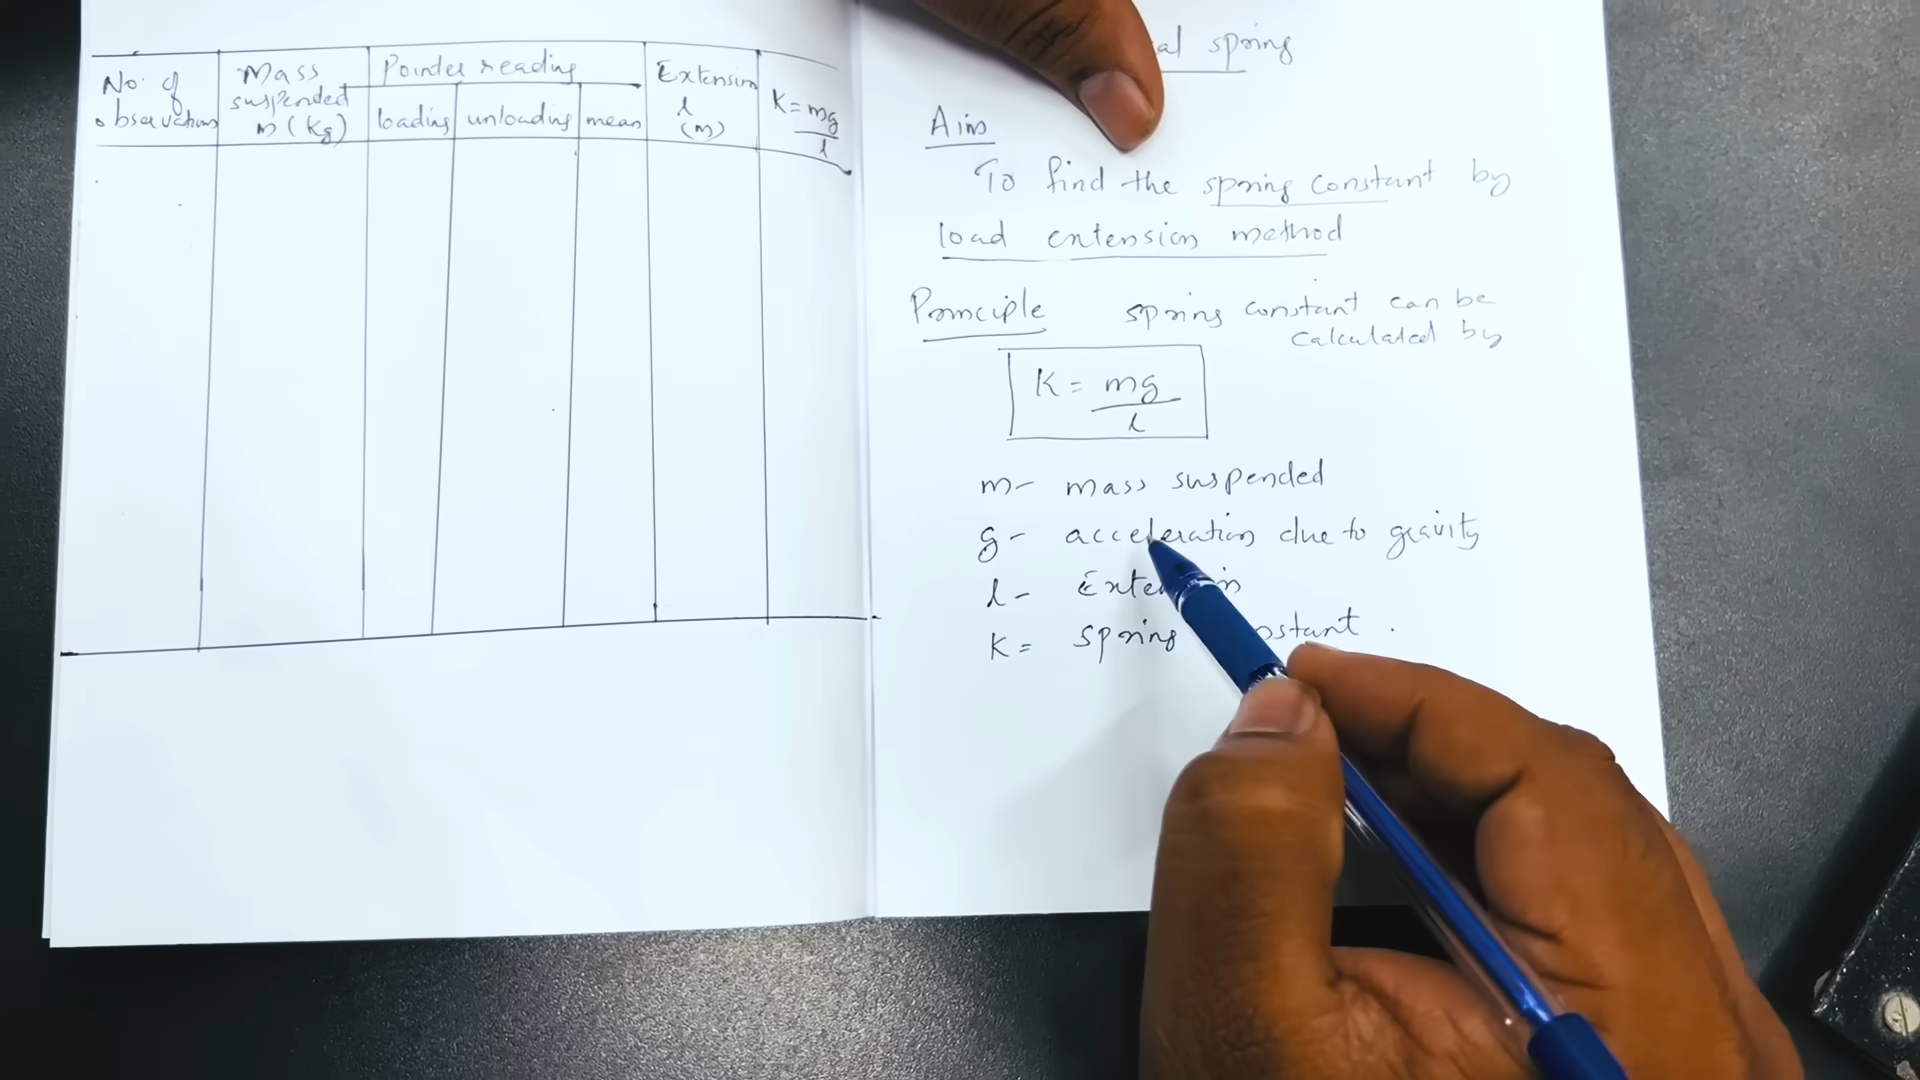 No. of observations
Mass suspended m (Kg)
Pointer reading
loading unloading mean
Extension l (m)
K = mg/l
spring
Aim
To find the spring constant by
load extension method
Principle spring constant can be
calculated by
K = mg/l
m - mass suspended
g - acceleration due to gravity
l -
K = spring